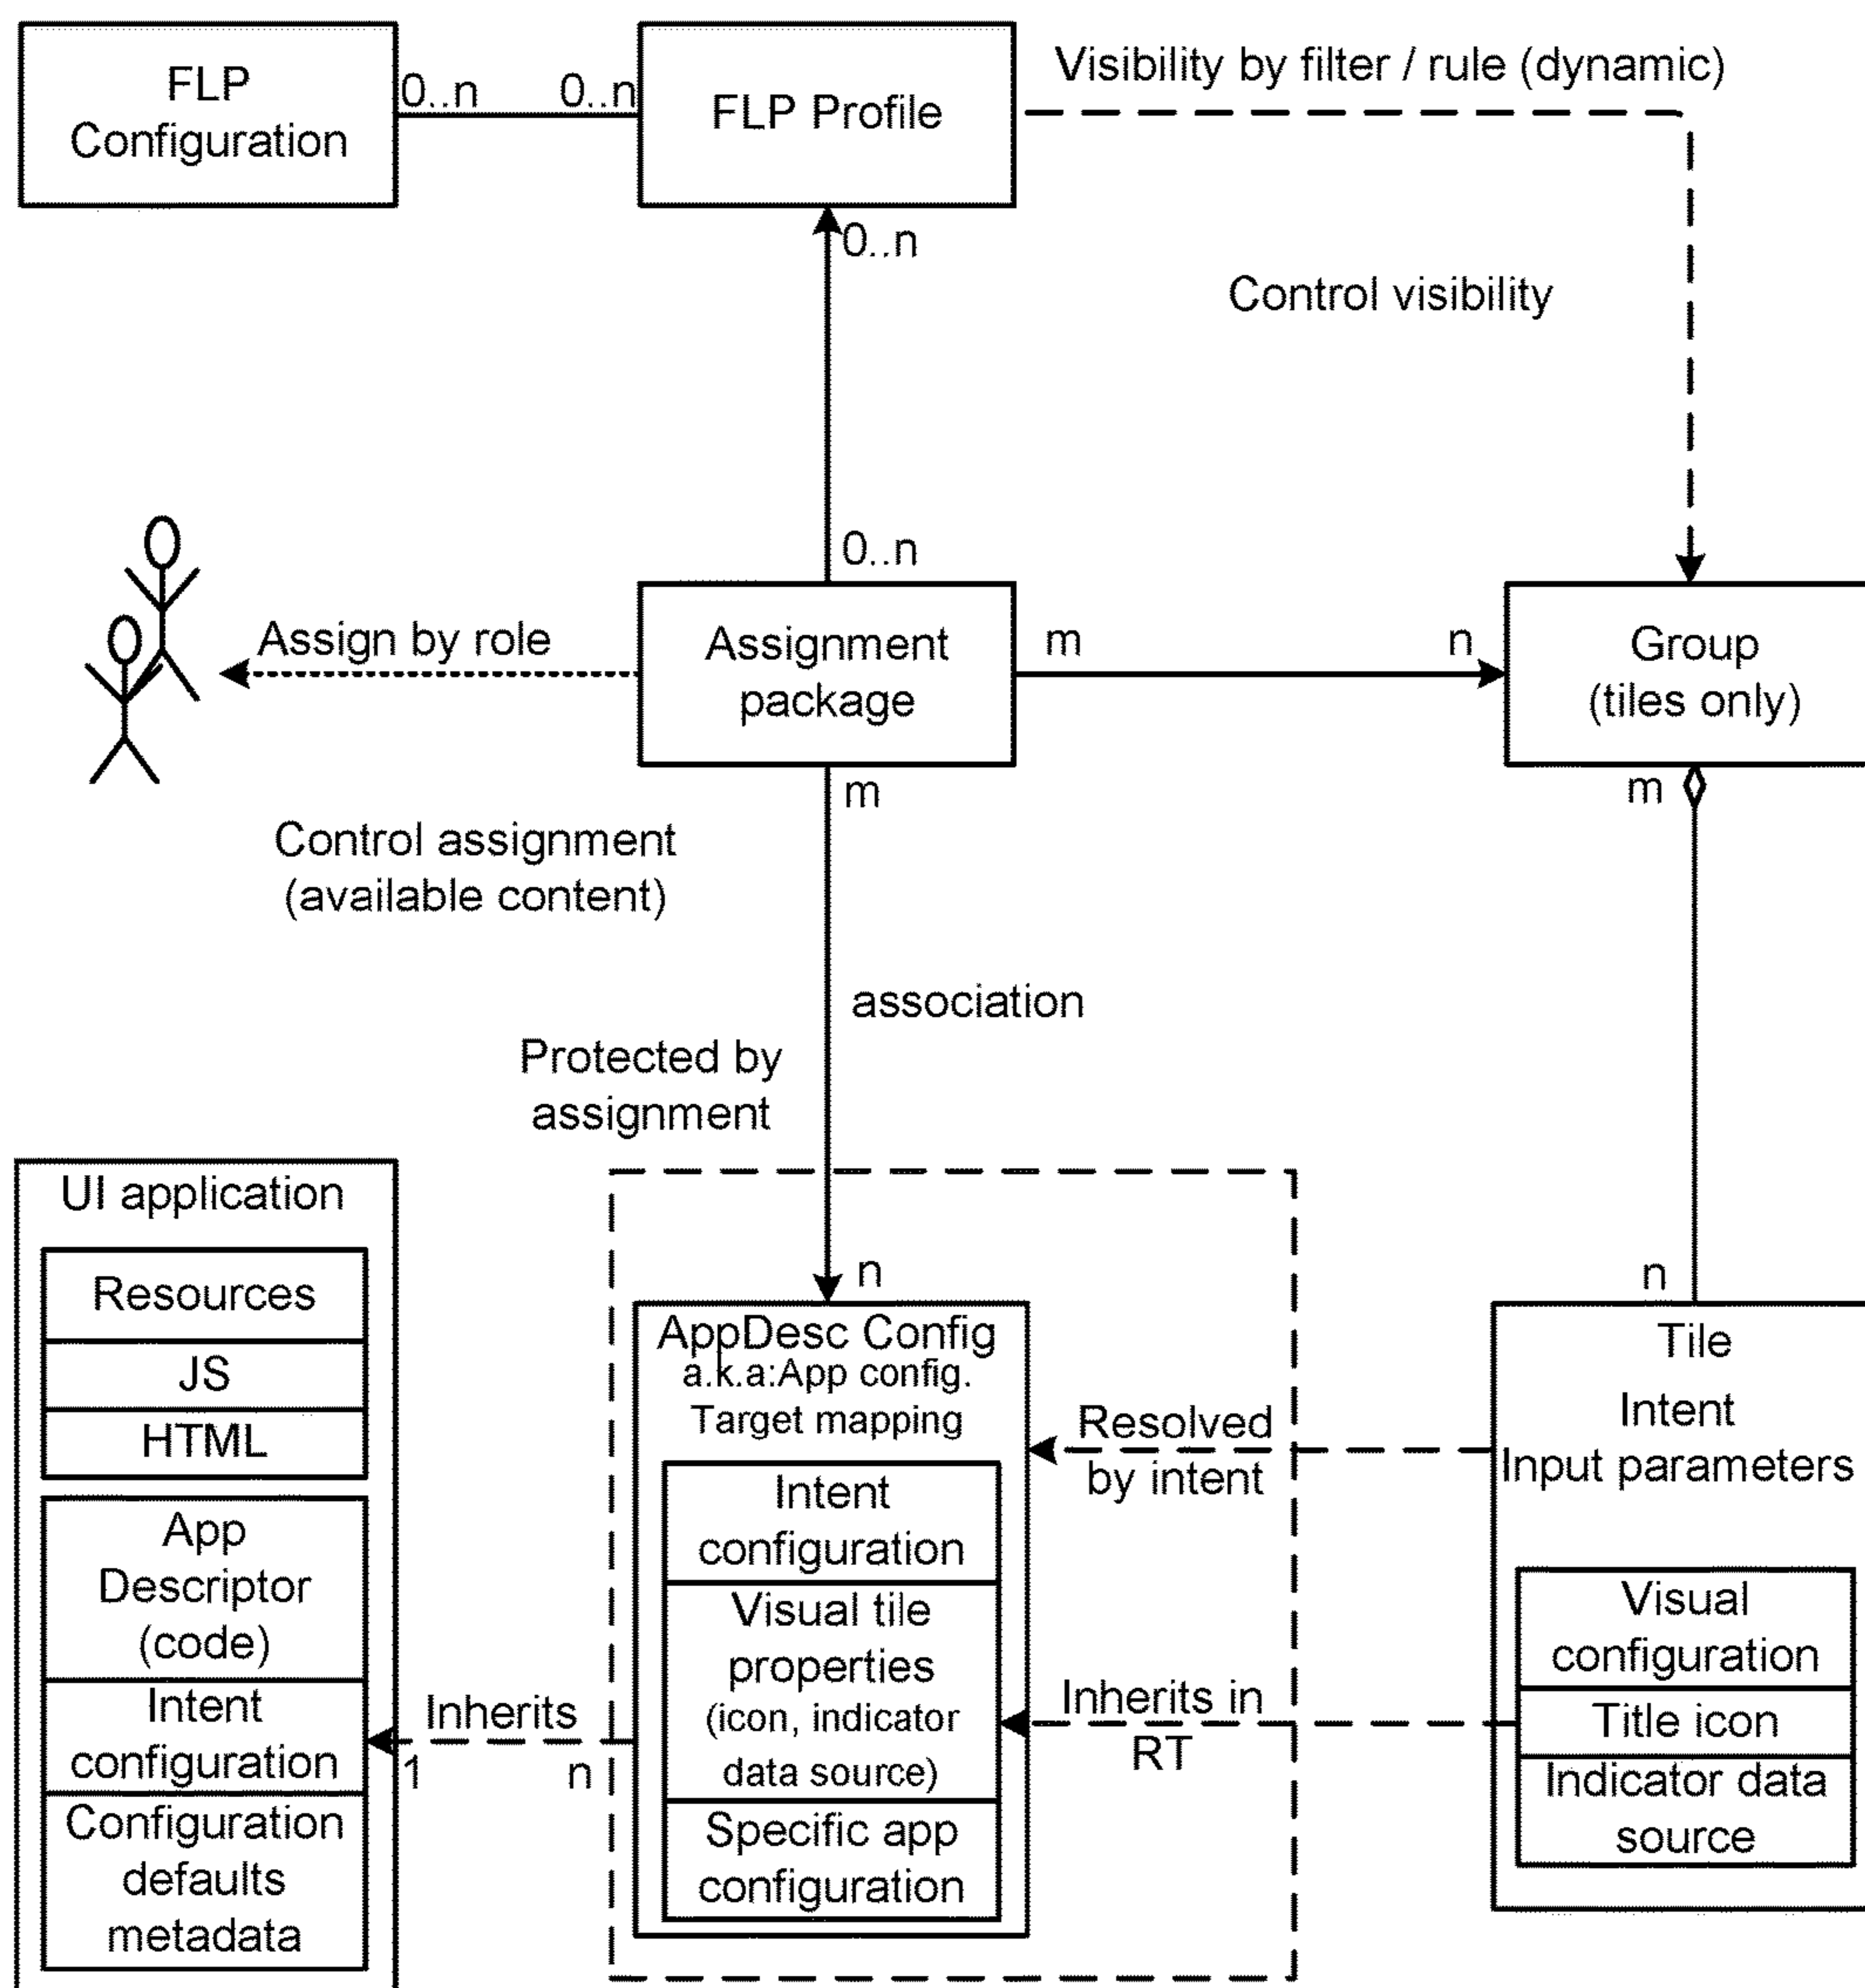 FLP
Configuration
0..n
0..n
FLP Profile
Visibility by filter / rule (dynamic)
0..n
Control visibility
0..n
Assign by role
Assignment
package
m
n
Group
(tiles only)
m
m
Control assignment
(available content)
association
Protected by
assignment
UI application
Resources
JS
HTML
App
Descriptor
(code)
Intent
configuration
Configuration
defaults
metadata
Inherits
1
n
n
AppDesc Config
a.k.a:App config.
Target mapping
Intent
configuration
Visual tile
properties
(icon, indicator
data source)
Specific app
configuration
Resolved
by intent
Inherits in
RT
n
Tile
Intent
Input parameters
Visual
configuration
Title icon
Indicator data
source